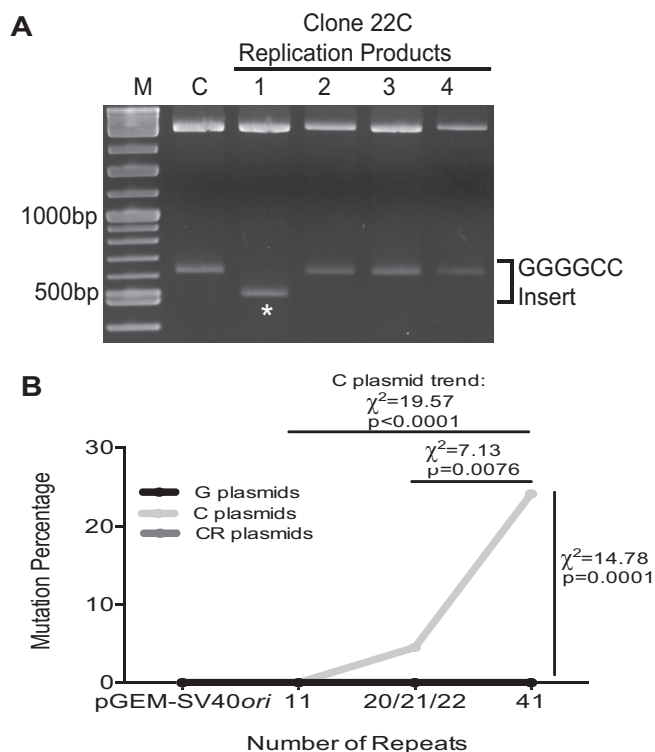 A
Clone 22C
Replication Products
M C 1 2 3 4
1000bp
500bp
*
GGGGCC
Insert
B
C plasmid trend:
χ²=19.57
p<0.0001
χ²=7.13
p=0.0076
30
20
10
0
Mutation Percentage
G plasmids
C plasmids
CR plasmids
χ²=14.78
p=0.0001
pGEM-SV40ori 11 20/21/22 41
Number of Repeats